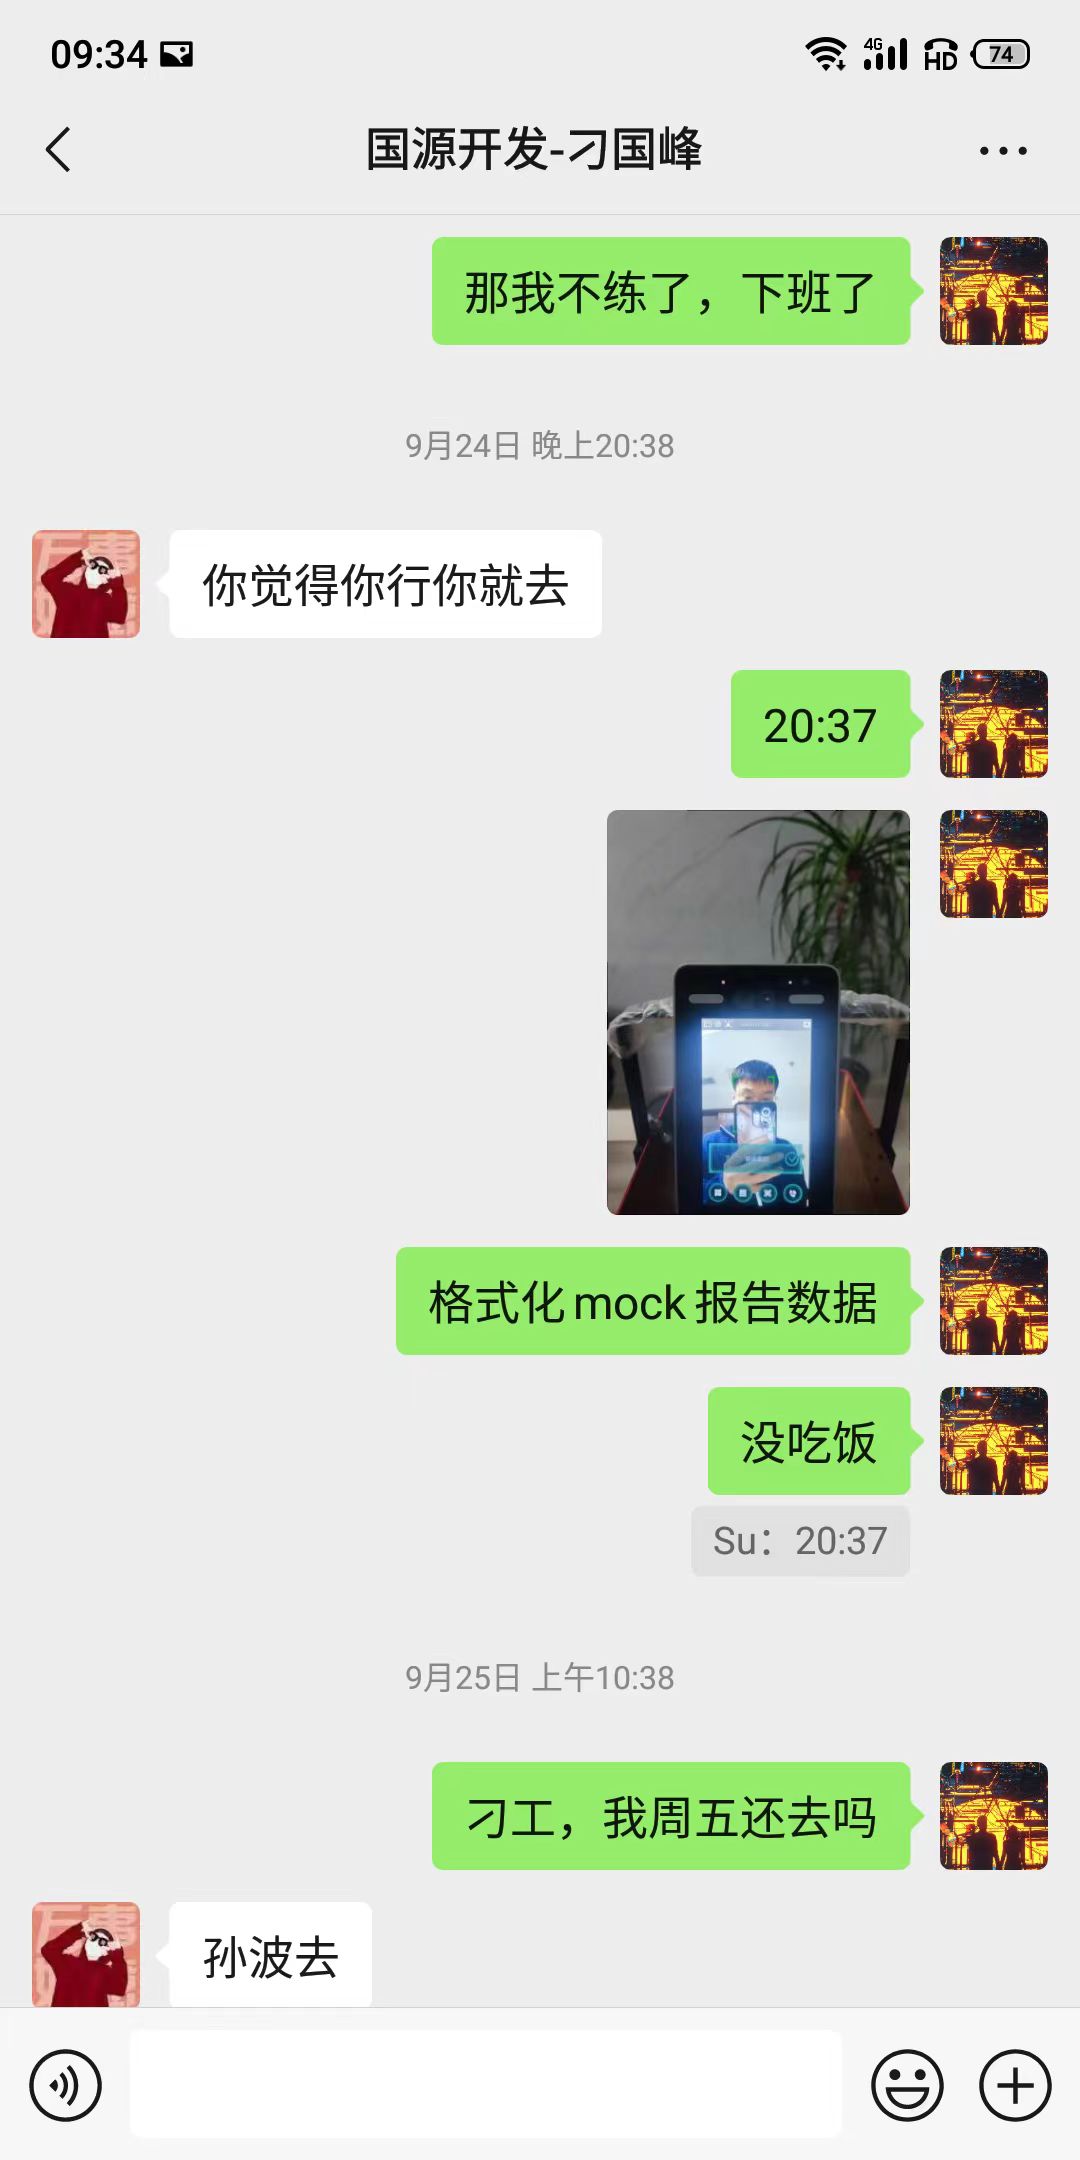 09:34
4G
HD
74
国源开发-刁国峰
那我不练了，下班了
9月24日 晚上20:38
你觉得你行你就去
20:37
格式化mock报告数据
没吃饭
Su：20:37
9月25日 上午10:38
刁工，我周五还去吗
孙波去